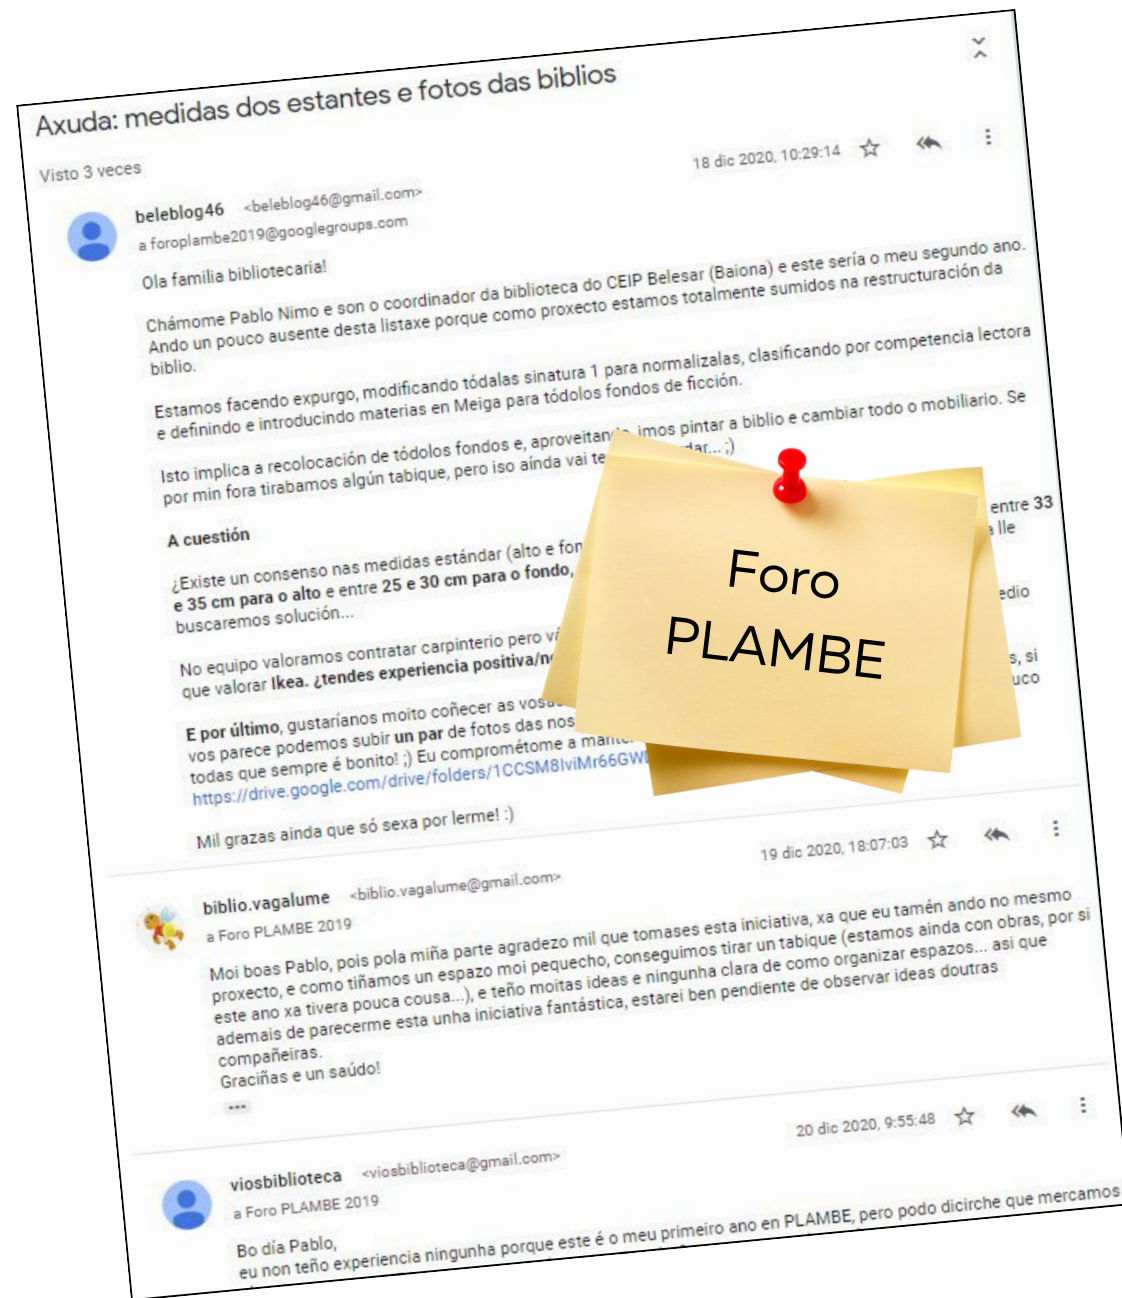 Axuda: medidas dos estantes e fotos das biblios
Visto 3 veces
18 dic 2020, 10:29:14
beleblog46 <beleblog46@gmail.com>
a foroplambe2019@googlegroups.com
Ola familia bibliotecaria!
Chámome Pablo Nimo e son o coordinador da biblioteca do CEIP Belesar (Baiona) e este sería o meu segundo ano.
Ando un pouco ausente desta listaxe porque como proxecto estamos totalmente sumidos na restructuración da
biblio.
Estamos facendo expurgo, modificando tódalas sinatura 1 para normalizalas, clasificando por competencia lectora
e definindo e introducindo materias en Meiga para tódolos fondos de ficción.
Isto implica a recolocación de tódolos fondos e, aproveitando, imos pintar a biblio e cambiar todo o mobiliario. Se
por min fora tirabamos algún tabique, pero iso aínda vai te dar... ;)
A cuestión
¿Existe un consenso nas medidas estándar (alto e fon entre 33
e 35 cm para o alto e entre 25 e 30 cm para o fondo, a lle
buscaremos solución...
No equipo valoramos contratar carpinterio pero vá edio
que valorar Ikea. ¿tendes experiencia positiva/ne
E por último, gustaríanos moito coñecer as vosa s, si
vos parece podemos subir un par de fotos das nos uco
todas que sempre é bonito! ;) Eu comprométome a mante
https://drive.google.com/drive/folders/1CCSM8IviMr66GW
Mil grazas ainda que só sexa por lerme! :)
Foro
PLAMBE
19 dic 2020, 18:07:03
biblio.vagalume <biblio.vagalume@gmail.com>
a Foro PLAMBE 2019
Moi boas Pablo, pois pola miña parte agradezo mil que tomases esta iniciativa, xa que eu tamén ando no mesmo
proxecto, e como tiñamos un espazo moi pequecho, conseguimos tirar un tabique (estamos ainda con obras, por si
este ano xa tivera pouca cousa...), e teño moitas ideas e ningunha clara de como organizar espazos... asi que
ademais de parecerme esta unha iniciativa fantástica, estarei ben pendiente de observar ideas doutras
compañeiras.
Graciñas e un saúdo!
20 dic 2020, 9:55:48
viosbiblioteca <viosbiblioteca@gmail.com>
a Foro PLAMBE 2019
Bo día Pablo,
eu non teño experiencia ningunha porque este é o meu primeiro ano en PLAMBE, pero podo dicirche que mercamos